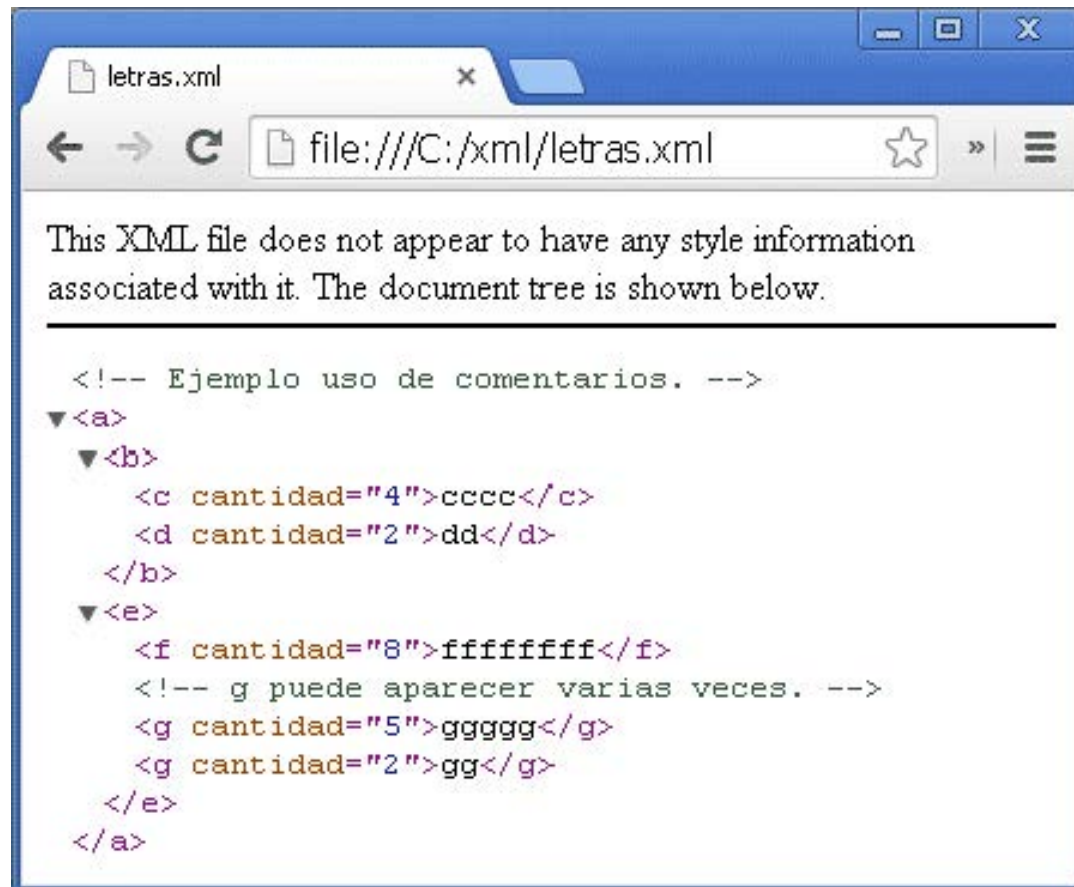 letras.xml
file:///C:/xml/letras.xml
This XML file does not appear to have any style information
associated with it. The document tree is shown below.
<!-- Ejemplo uso de comentarios. -->
▼<a>
▼<b>
<c cantidad="4">cccc</c>
<d cantidad="2">dd</d>
</b>
▼<e>
<f cantidad="8">ffffffff</f>
<!-- g puede aparecer varias veces. -->
<g cantidad="5">ggggg</g>
<g cantidad="2">gg</g>
</e>
</a>